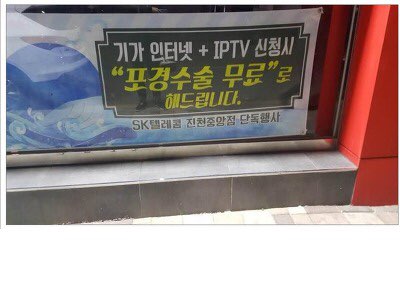 기가 인터넷 + IPTV 신청시
“포경수술 무료”로
해드립니다.
SK텔레콤 진천중앙점 단독행사